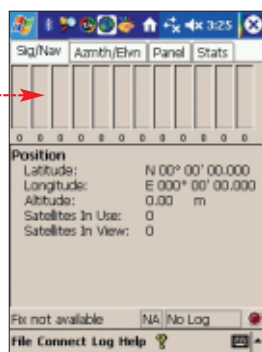 3:25
Sig/Nav Azmth/Elvn Panel Stats
0 0 0 0 0 0 0 0 0 0
Position
Latitude: N 00° 00' 00.000
Longitude: E 000° 00' 00.000
Altitude: 0.00 m
Satellites In Use: 0
Satellites In View: 0
Fix not available NA No Log
File Connect Log Help